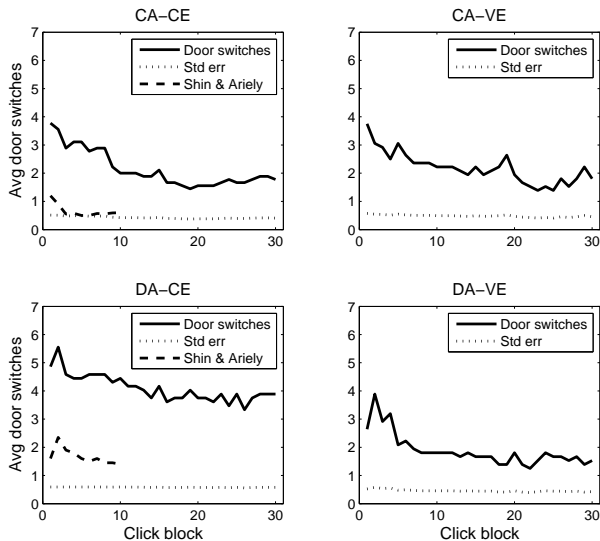 CA−CE
7
6
5
4
3
2
1
0
0 10 20 30
Avg door switches
Door switches
Std err
Shin & Ariely
CA−VE
7
6
5
4
3
2
1
0
0 10 20 30
Door switches
Std err
DA−CE
7
6
5
4
3
2
1
0
0 10 20 30
Avg door switches
Click block
Door switches
Std err
Shin & Ariely
DA−VE
7
6
5
4
3
2
1
0
0 10 20 30
Click block
Door switches
Std err